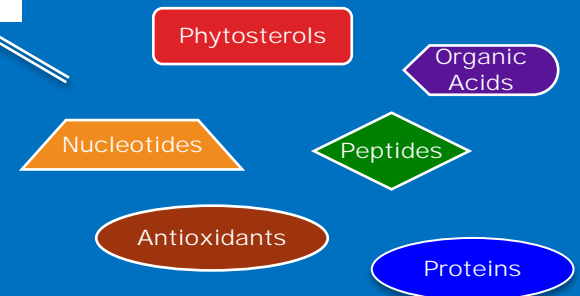 Phytosterols
Organic
Acids
Nucleotides
Peptides
Antioxidants
Proteins